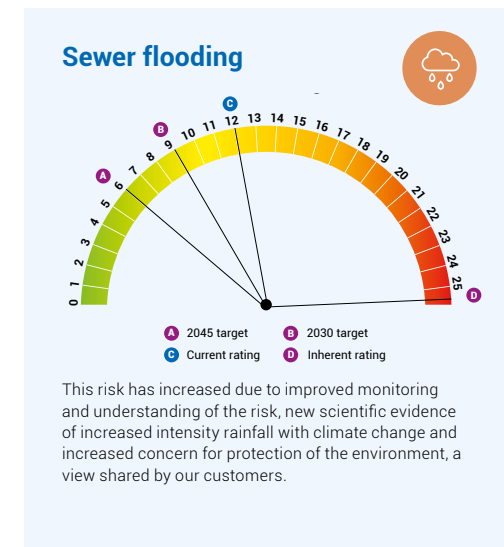 Sewer flooding
C
B
A
D
0 1 2 3 4 5 6 7 8 9 10 11 12 13 14 15 16 17 18 19 20 21 22 23 24 25
A 2045 target B 2030 target
C Current rating D Inherent rating
This risk has increased due to improved monitoring
and understanding of the risk, new scientific evidence
of increased intensity rainfall with climate change and
increased concern for protection of the environment, a
view shared by our customers.